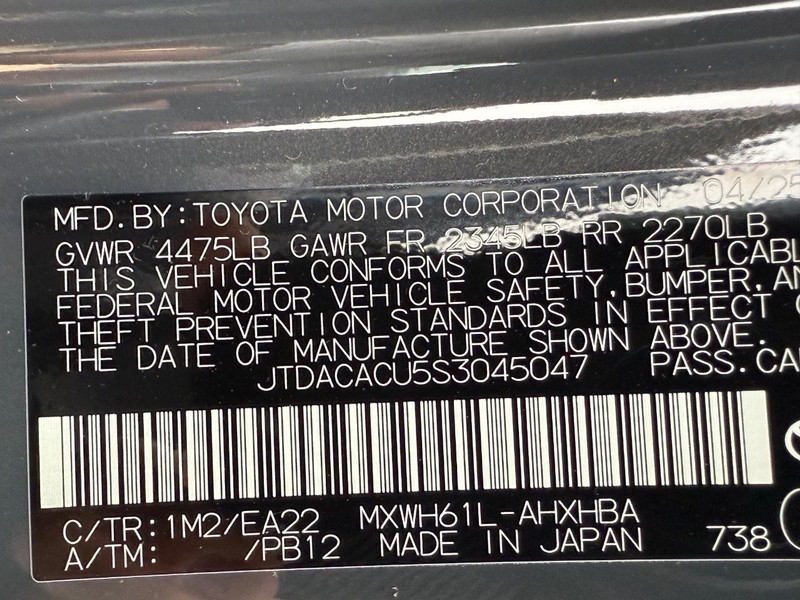 MFD.BY:TOYOTA MOTOR CORPORATION 04/25
GVWR 4475LB GAWR FR 2345LB RR 2270LB
THIS VEHICLE CONFORMS TO ALL APPLICABL
FEDERAL MOTOR VEHICLE SAFETY,BUMPER,AN
THEFT PREVENTION STANDARDS IN EFFECT
THE DATE OF MANUFACTURE SHOWN ABOVE.
JTDACACU5S3045047 PASS.CA
C/TR:1M2/EA22 MXWH61L-AHXHBA
A/TM: /PB12 MADE IN JAPAN 738